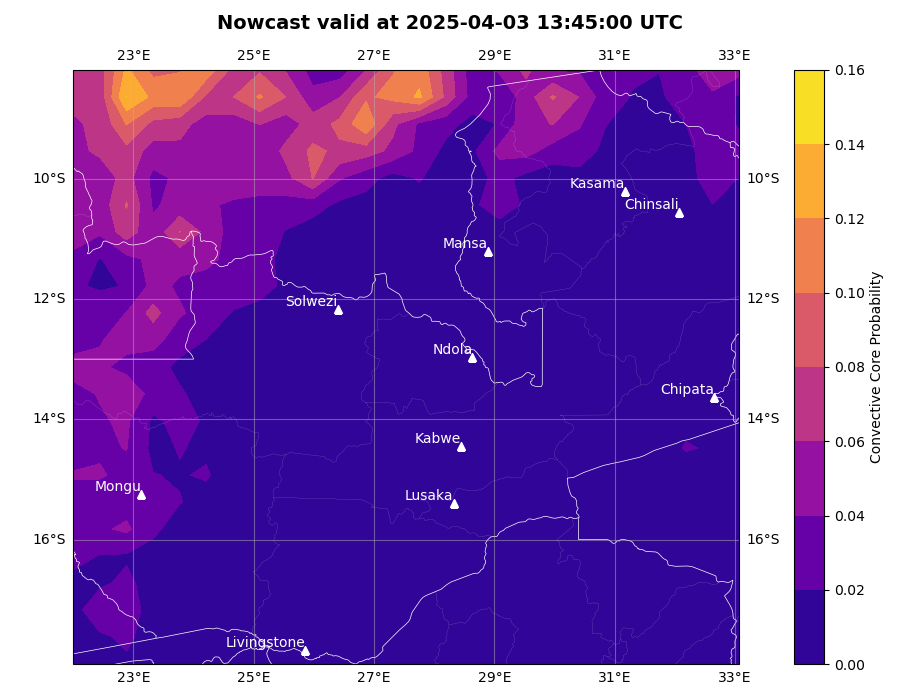 Nowcast valid at 2025-04-03 13:45:00 UTC
23°E 25°E 27°E 29°E 31°E 33°E
0.16
0.14
10°S Kasama 10°S
Chinsali
0.12
Mansa
0.10
12°S Solwezi 12°S
Ndola
0.08
Chipata
14°S 14°S
Kabwe
0.06
Mongu
Lusaka
0.04
16°S 16°S
0.02
Livingstone
0.00
23°E 25°E 27°E 29°E 31°E 33°E
Convective Core Probability